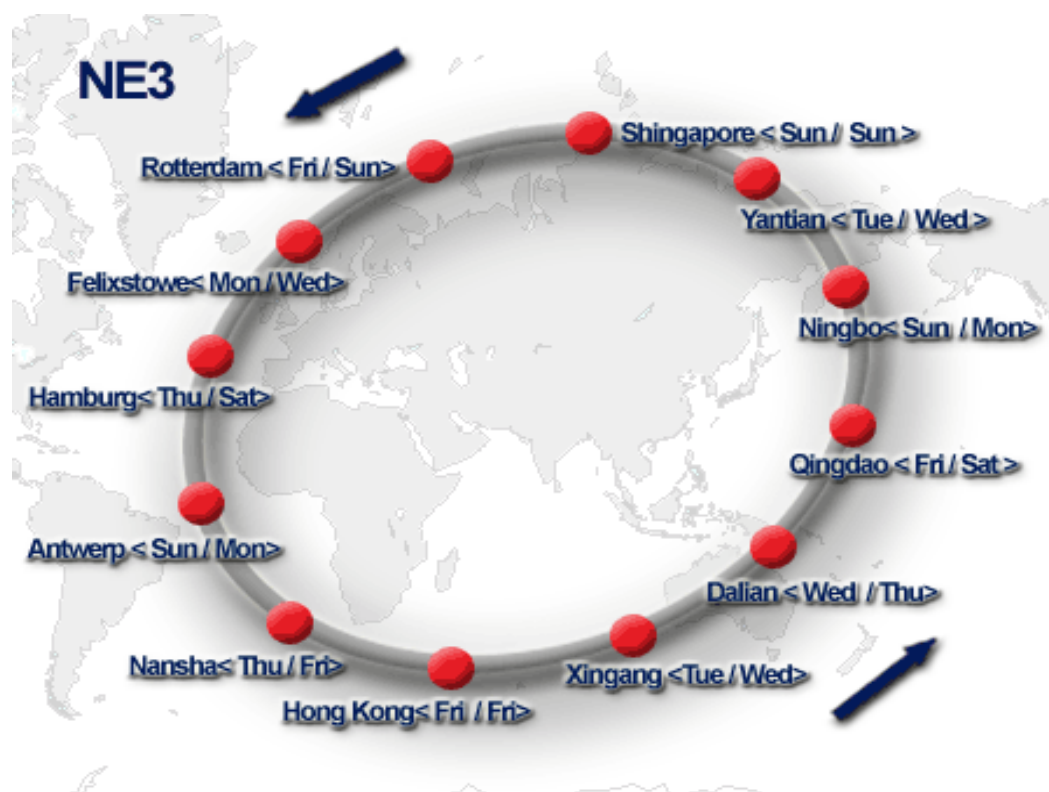 NE3
Shingapore < Sun / Sun >
Rotterdam < Fri / Sun>
Yantian < Tue / Wed >
Felixstowe< Mon / Wed>
Ningbo< Sun / Mon>
Hamburg< Thu / Sat>
Qingdao < Fri / Sat >
Antwerp < Sun / Mon>
Dalian < Wed / Thu>
Nansha< Thu / Fri>
Xingang <Tue / Wed>
Hong Kong< Fri / Fri>